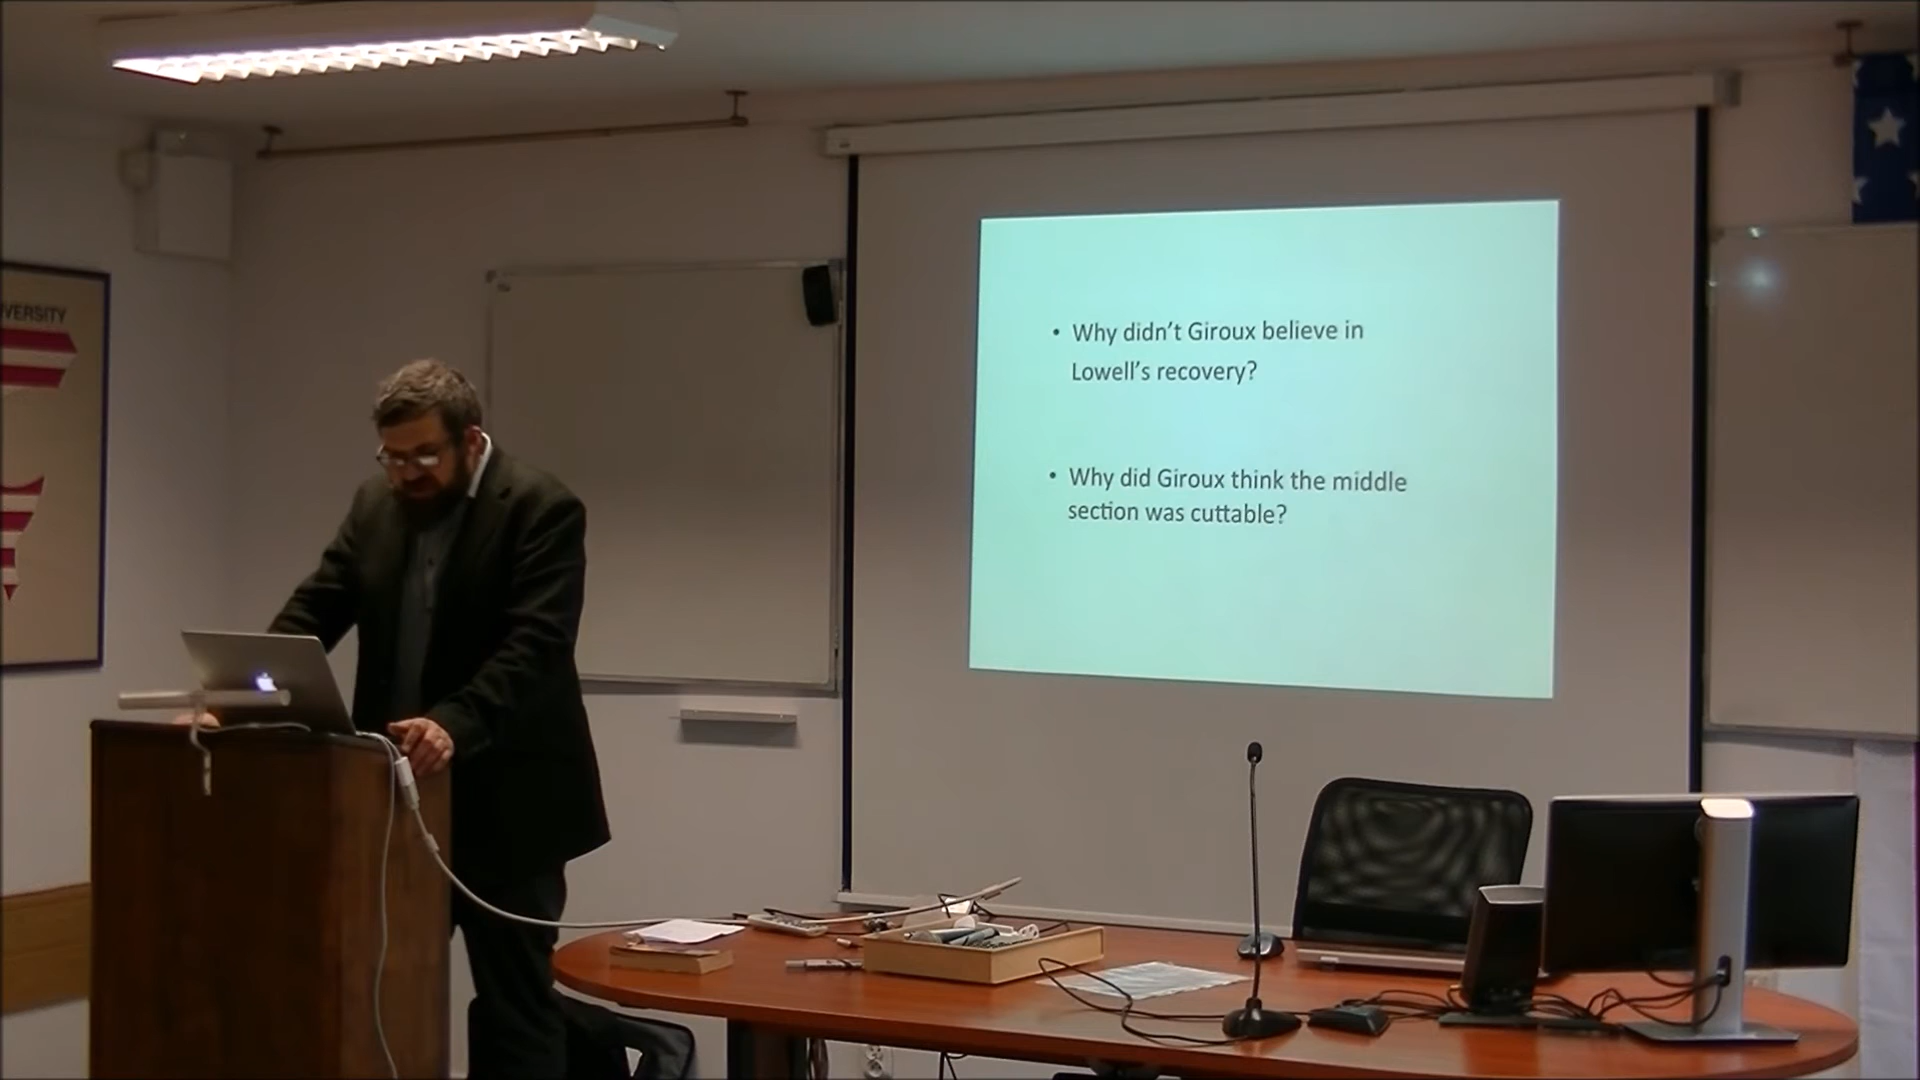 VERSITY
• Why didn't Giroux believe in
Lowell's recovery?
• Why did Giroux think the middle
section was cuttable?